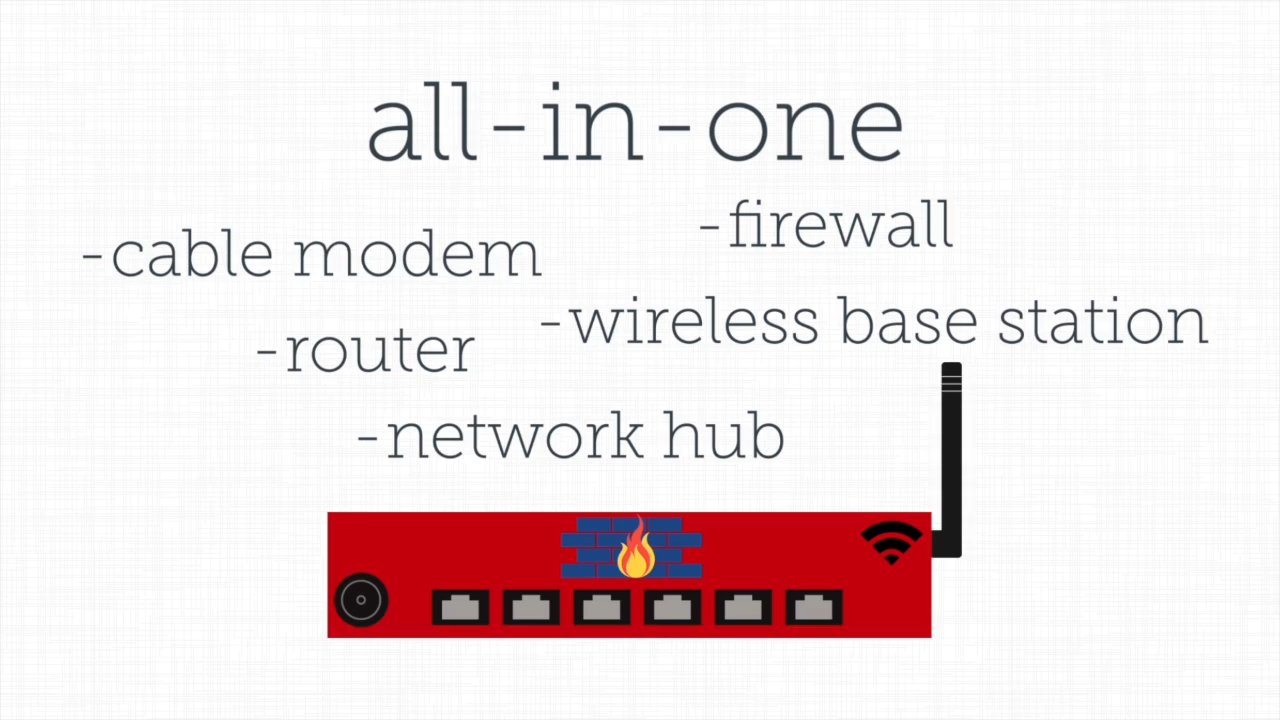 all-in-one
-cable modem
-firewall
-router
-wireless base station
-network hub